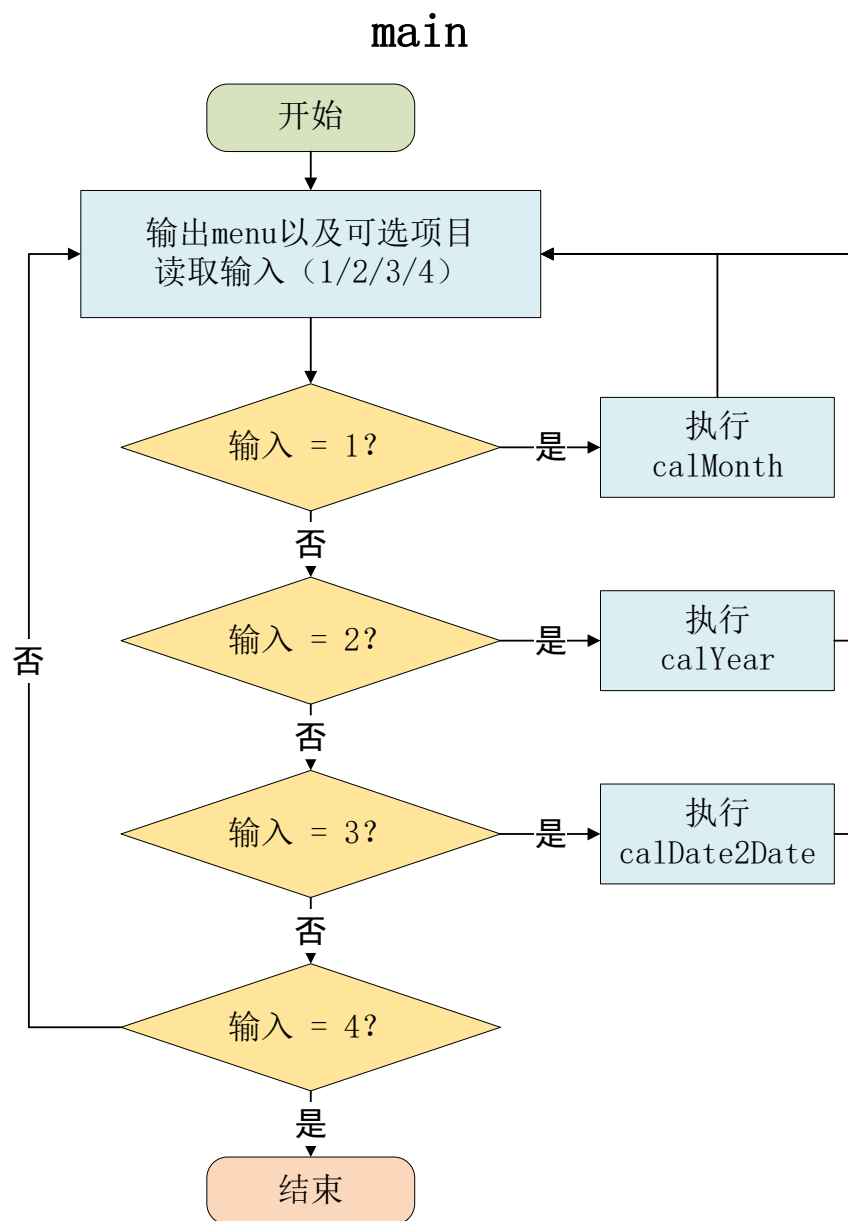 main
开始
输出menu以及可选项目
读取输入（1/2/3/4）
输入 = 1?
是
执行
calMonth
否
输入 = 2?
是
执行
calYear
否
否
输入 = 3?
是
执行
calDate2Date
否
输入 = 4?
是
结束